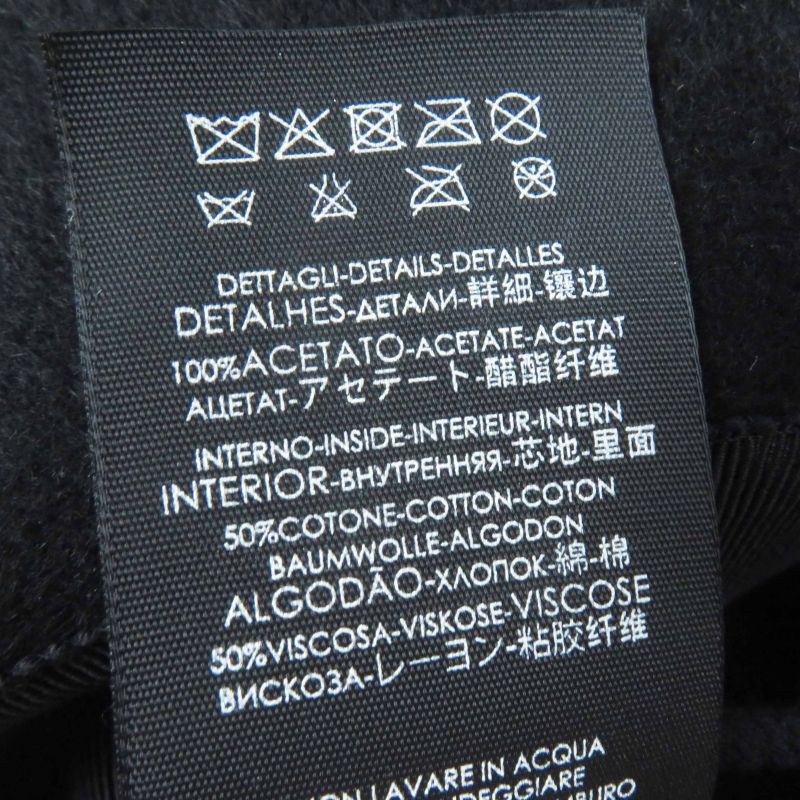 DETTAGLI-DETAILS-DETALLES
DETALHES-ДЕТАЛИ-詳細-镶边
100%ACETATO-ACETATE-ACETAT
АЦЕТАТ-アセテート-醋酯纤维
INTERNO-INSIDE-INTERIEUR-INTERN
INTERIOR-ВНУТРЕННЯЯ-芯地-里面
50%COTONE-COTTON-COTON
BAUMWOLLE-ALGODON
ALGODÃO-ХЛОПОК-綿-棉
50%VISCOSA-VISKOSE-VISCOSE
ВИСКОЗА-レーヨン-粘胶纤维
NON LAVARE IN ACQUA